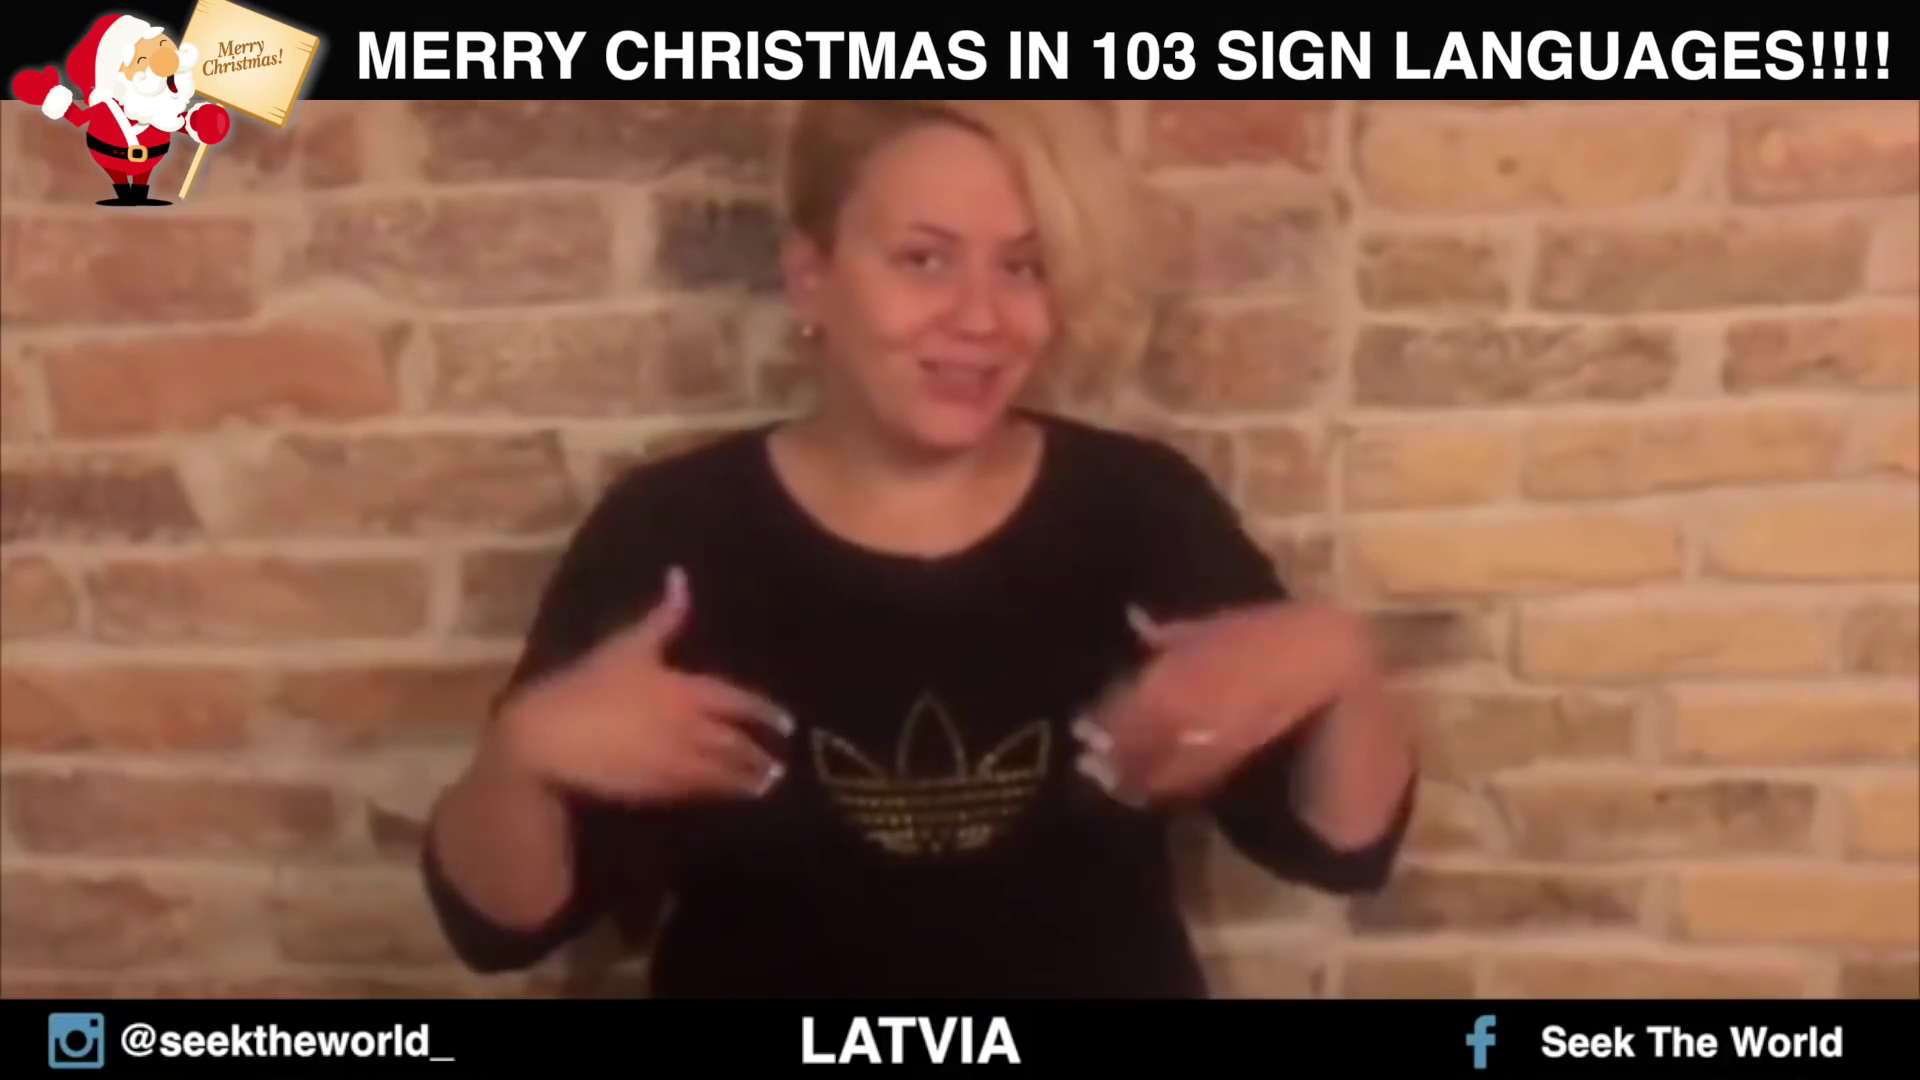 Merry
Christmas!
MERRY CHRISTMAS IN 103 SIGN LANGUAGES!!!!
@seektheworld_
LATVIA
Seek The World